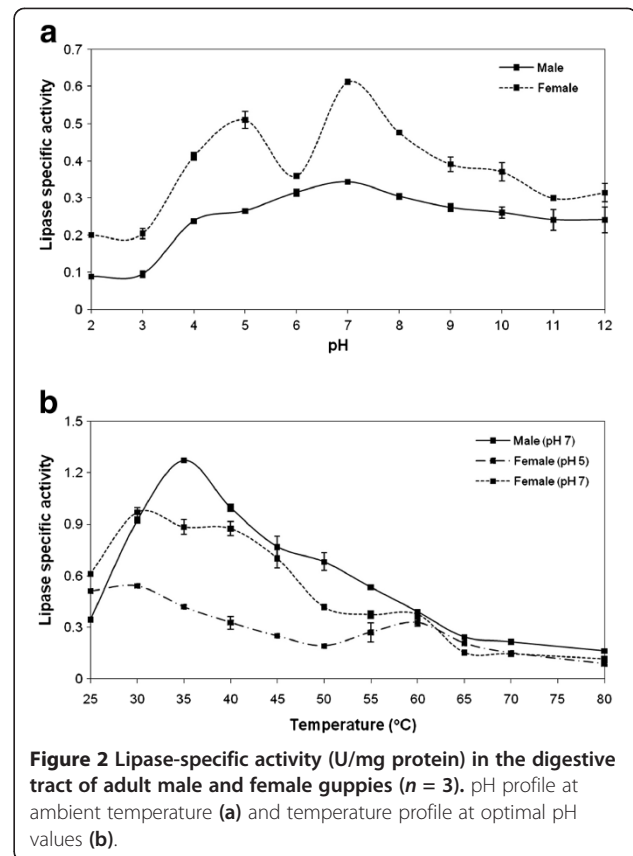 a
0.7
0.6
0.5
0.4
0.3
0.2
0.1
0
Lipase specific activity
Male
Female
2 3 4 5 6 7 8 9 10 11 12
pH
b
1.5
1.2
0.9
0.6
0.3
0
Lipase specific activity
Male (pH 7)
Female (pH 5)
Female (pH 7)
25 30 35 40 45 50 55 60 65 70 80
Temperature (°C)
Figure 2 Lipase-specific activity (U/mg protein) in the digestive
tract of adult male and female guppies (n = 3). pH profile at
ambient temperature (a) and temperature profile at optimal pH
values (b).